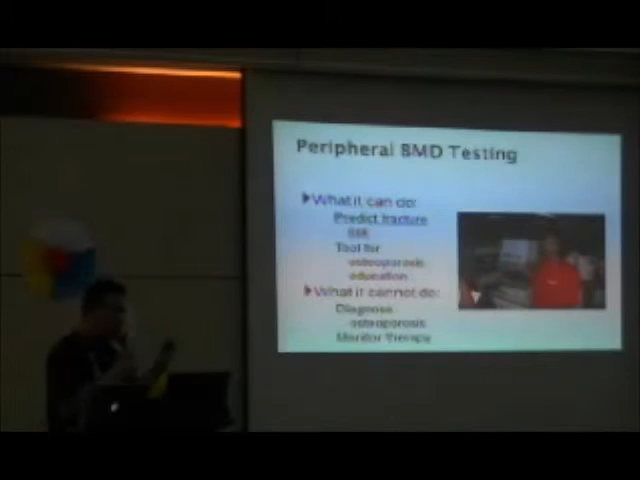 Peripheral BMD Testing
What it can do:
Predict fracture
risk
Tool for
osteoporosis
education
What it cannot do:
Diagnose
osteoporosis
Monitor therapy